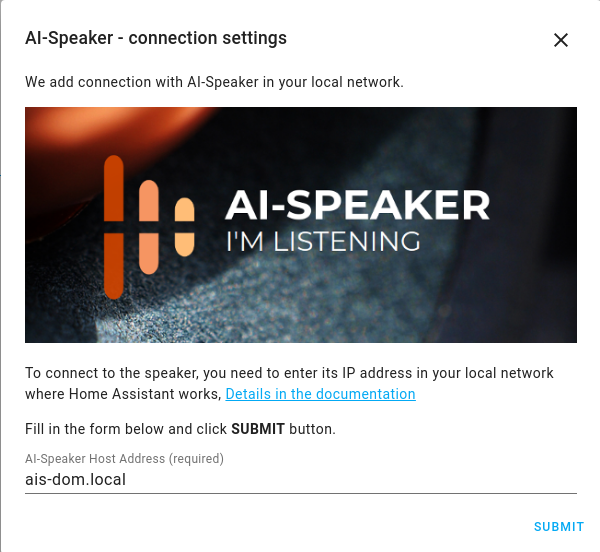 AI-Speaker - connection settings
We add connection with AI-Speaker in your local network.
AI-SPEAKER
I'M LISTENING
To connect to the speaker, you need to enter its IP address in your local network
where Home Assistant works, Details in the documentation
Fill in the form below and click SUBMIT button.
AI-Speaker Host Address (required)
ais-dom.local
SUBMIT